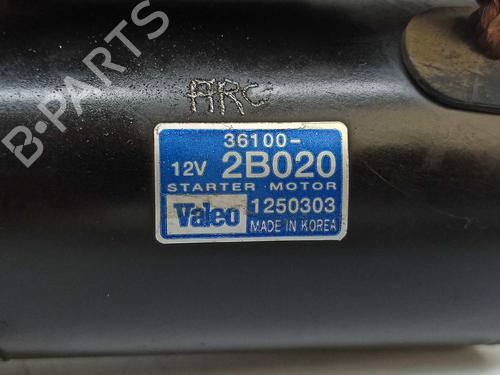 B-PARTS
ARC
36100-
12V 2B020
STARTER MOTOR
Valeo 1250303
MADE IN KOREA